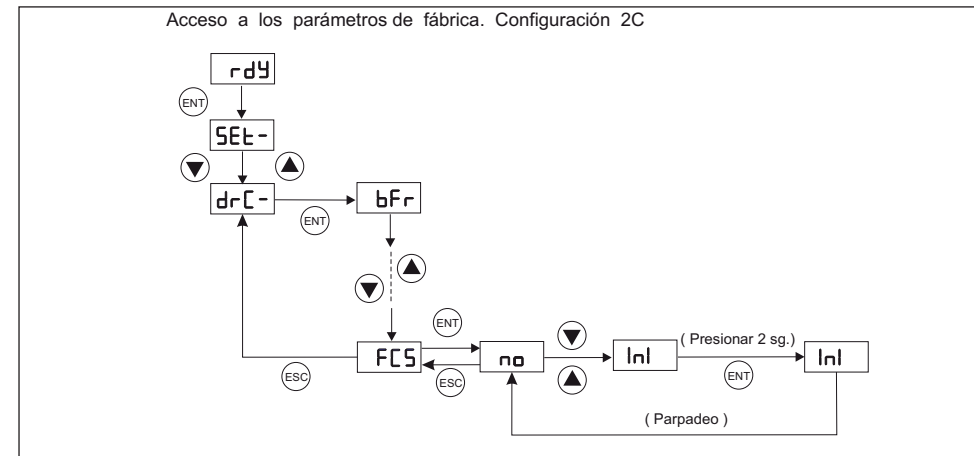 Acceso a los parámetros de fábrica. Configuración 2C
rdY
ENT
SEt-
drC-
ENT
bFr
ENT
FCS
ESC
no
ESC
InI
( Presionar 2 sg.)
ENT
InI
( Parpadeo )